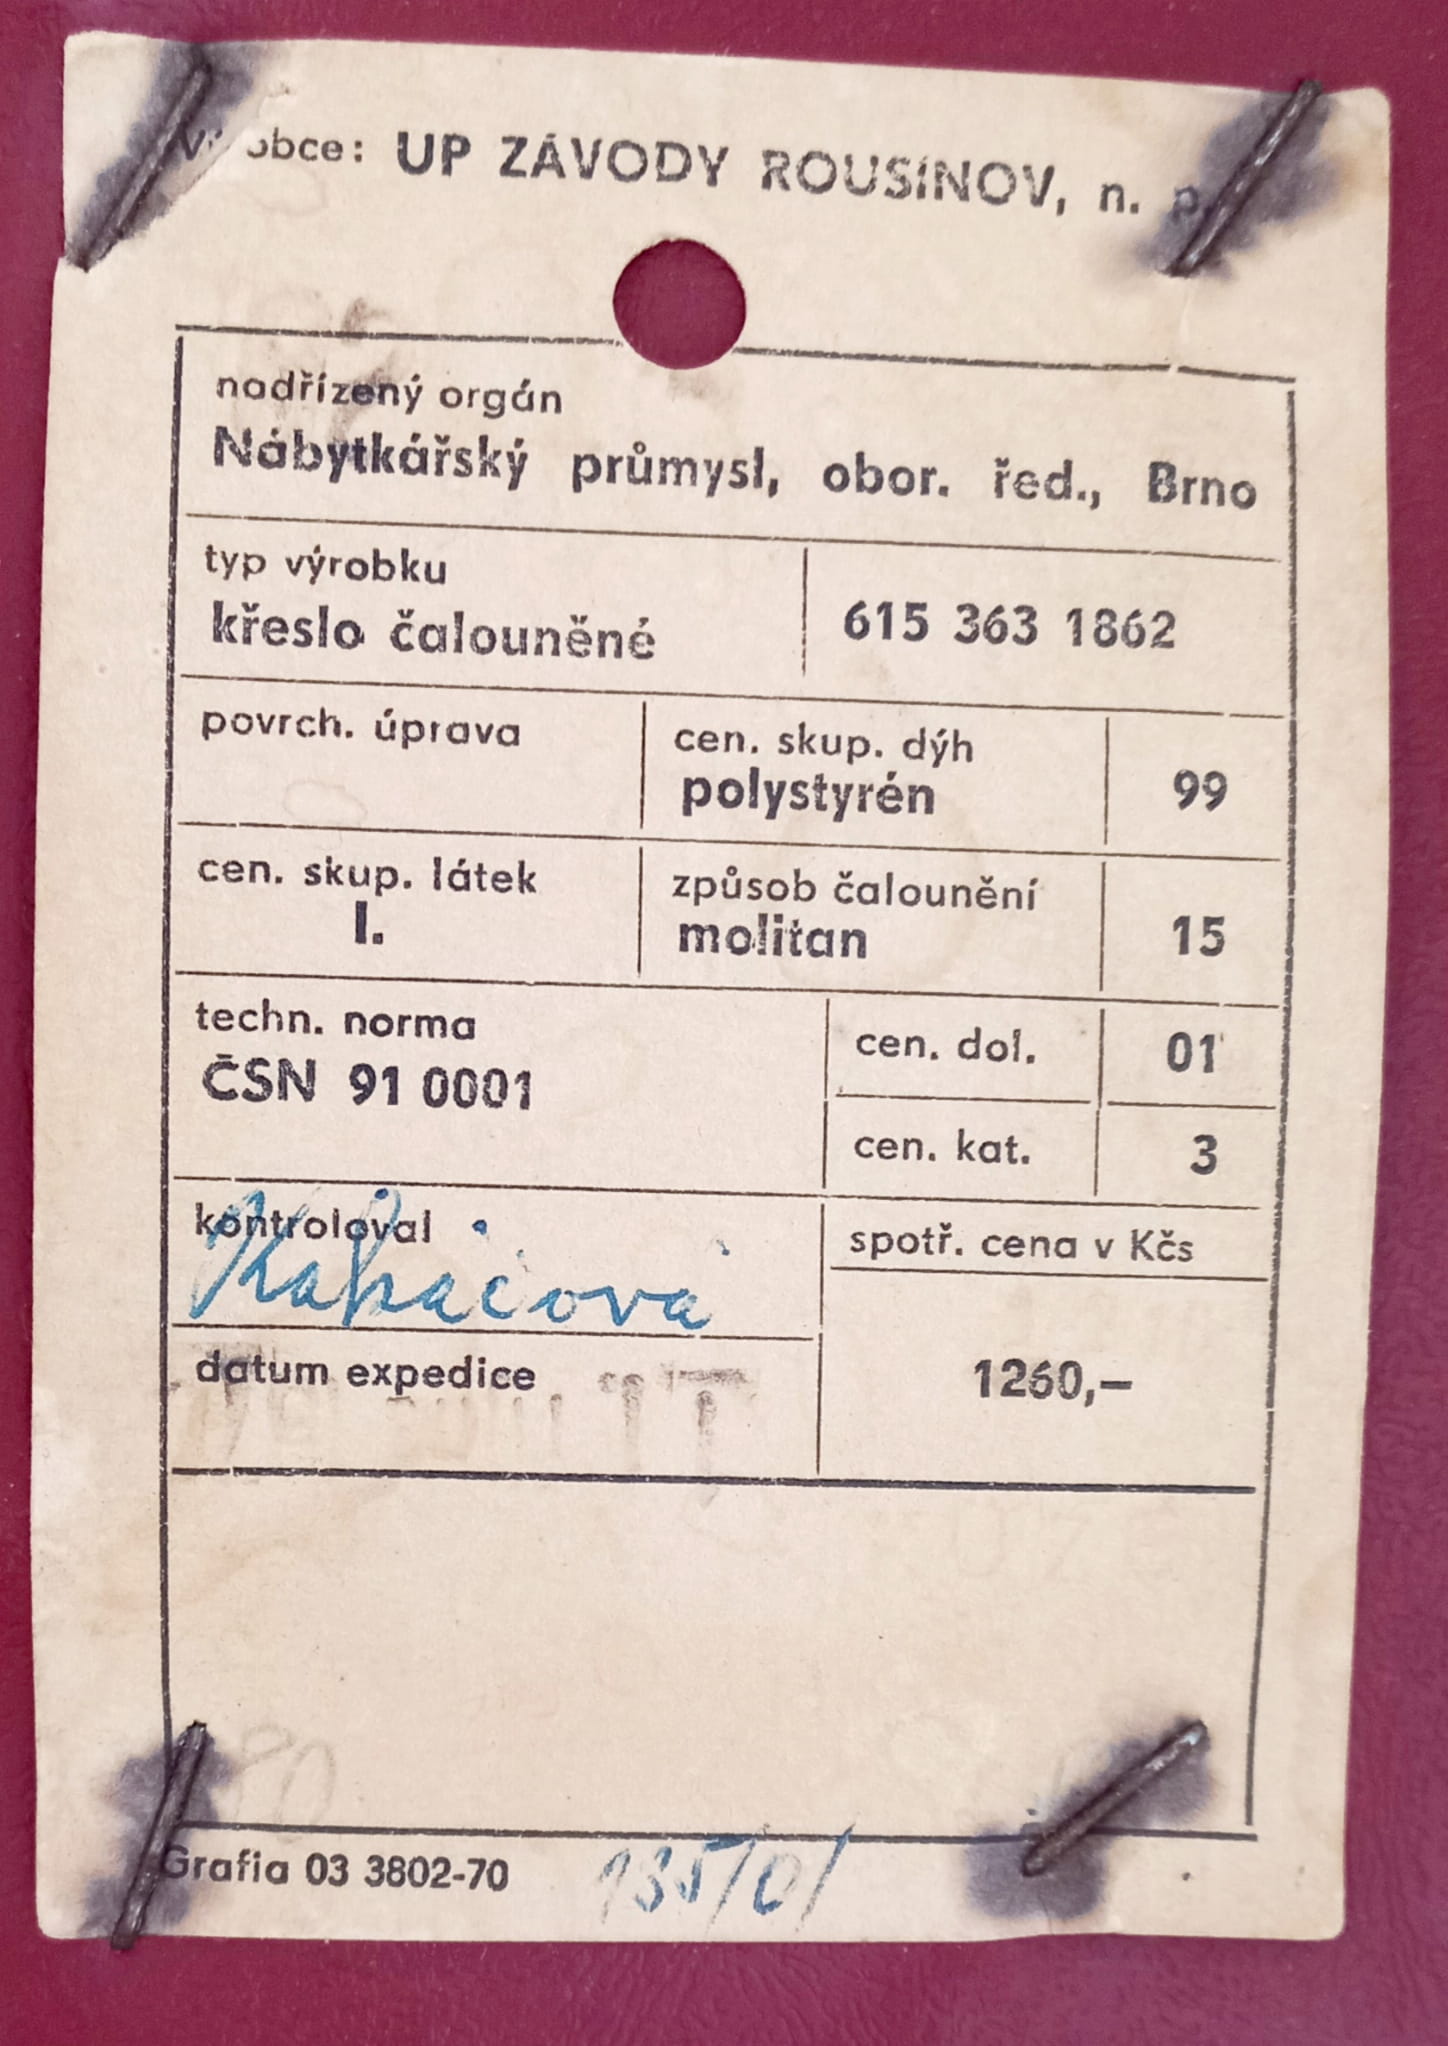 obce: UP ZÁVODY ROUSÍNOV, n. p.
nadřízený orgán
Nábytkářský průmysl, obor. řed., Brno
typ výrobku
křeslo čalouněné 615 363 1862
povrch. úprava
cen. skup. dýh
polystyrén 99
cen. skup. látek
I.
způsob čalounění
molitan 15
techn. norma
ČSN 91 0001
cen. dol. 01
cen. kat. 3
kontroloval
spotř. cena v Kčs
datum expedice
1260,—
Grafia 03 3802-70